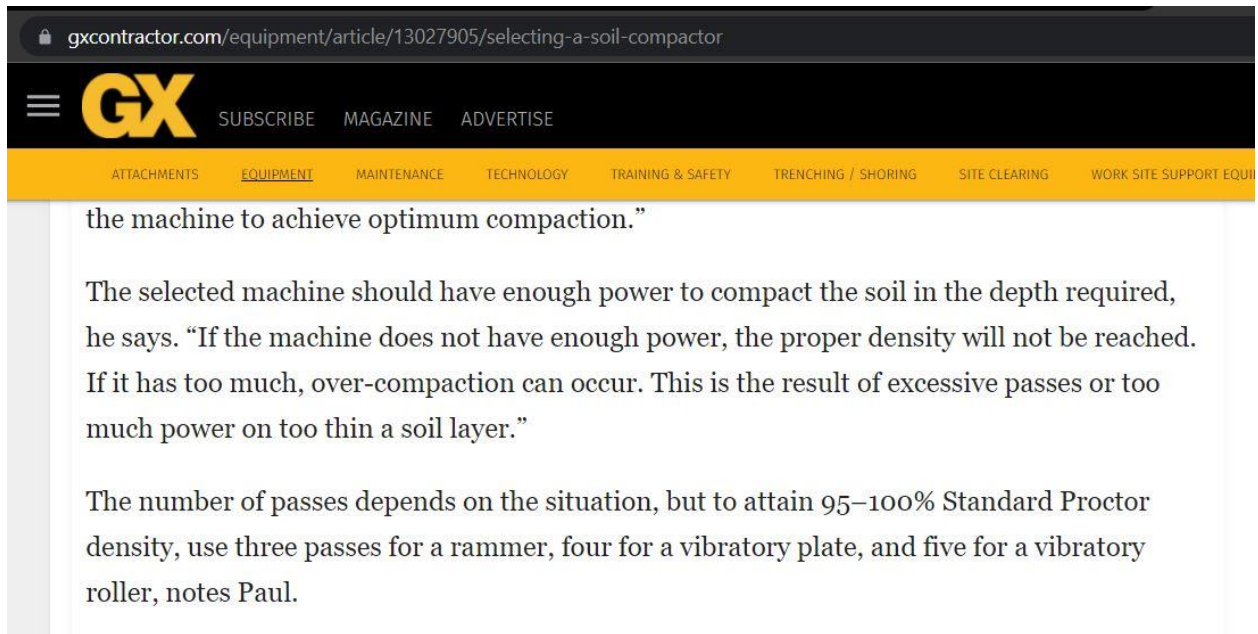 gxcontractor.com/equipment/article/13027905/selecting-a-soil-compactor
GX SUBSCRIBE MAGAZINE ADVERTISE
ATTACHMENTS EQUIPMENT MAINTENANCE TECHNOLOGY TRAINING & SAFETY TRENCHING / SHORING SITE CLEARING WORK SITE SUPPORT EQUI
the machine to achieve optimum compaction.”
The selected machine should have enough power to compact the soil in the depth required,
he says. “If the machine does not have enough power, the proper density will not be reached.
If it has too much, over-compaction can occur. This is the result of excessive passes or too
much power on too thin a soil layer.”
The number of passes depends on the situation, but to attain 95–100% Standard Proctor
density, use three passes for a rammer, four for a vibratory plate, and five for a vibratory
roller, notes Paul.